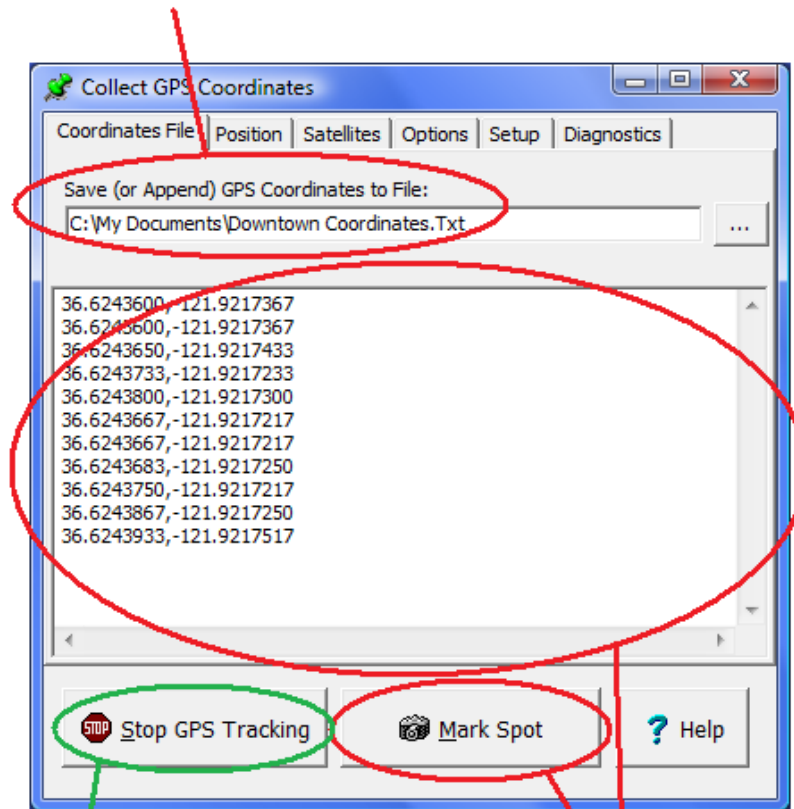 Collect GPS Coordinates
Coordinates File Position Satellites Options Setup Diagnostics
Save (or Append) GPS Coordinates to File:
C:\My Documents\Downtown Coordinates.Txt
...
36.6243600,-121.9217367
36.6243600,-121.9217367
36.6243650,-121.9217433
36.6243733,-121.9217233
36.6243800,-121.9217300
36.6243667,-121.9217217
36.6243667,-121.9217217
36.6243683,-121.9217250
36.6243750,-121.9217217
36.6243867,-121.9217250
36.6243933,-121.9217517
STOP Stop GPS Tracking Mark Spot ? Help